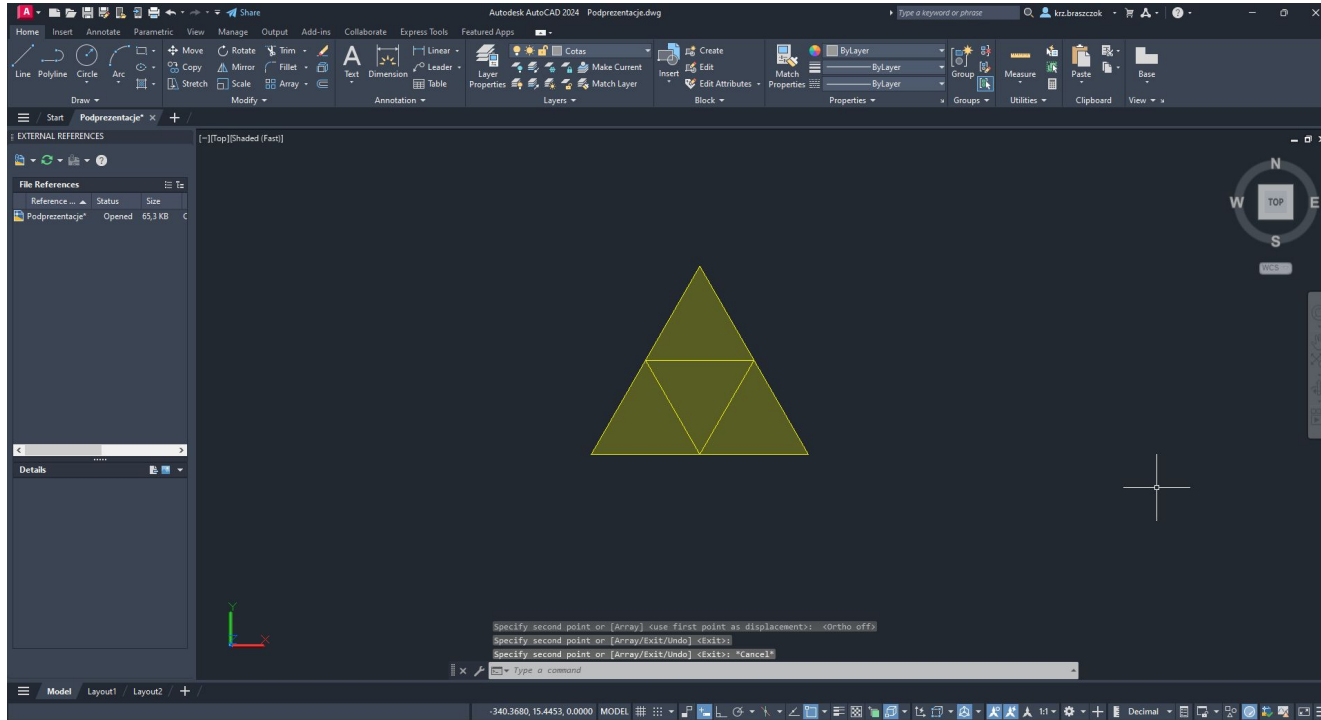 A Share Autodesk AutoCAD 2024 Podprezentacje.dwg Type a keyword or phrase krz.braszczok
Home Insert Annotate Parametric View Manage Output Add-ins Collaborate Express Tools Featured Apps
Line Polyline Circle Arc
Move Rotate Trim
Copy Mirror Fillet
Stretch Scale Array
Text Dimension
Linear
Leader
Table
Layer Properties
Cotas
Make Current
Match Layer
Insert
Create
Edit
Edit Attributes
Match Properties
ByLayer
ByLayer
ByLayer
Group Measure Paste Base
Draw Modify Annotation Layers Block Properties Groups Utilities Clipboard View
Start Podprezentacje*
EXTERNAL REFERENCES
[−][Top][Shaded (Fast)]
File References
Reference ... Status Size
Podprezentacje* Opened 65,3 KB
N
W TOP E
S
WCS
Details
Y
X
Specify second point or [Array] <use first point as displacement>: <Ortho off>
Specify second point or [Array/Exit/Undo] <Exit>:
Specify second point or [Array/Exit/Undo] <Exit>: *Cancel*
Type a command
Model Layout1 Layout2
-340.3680, 15.4453, 0.0000 MODEL 1:1 Decimal